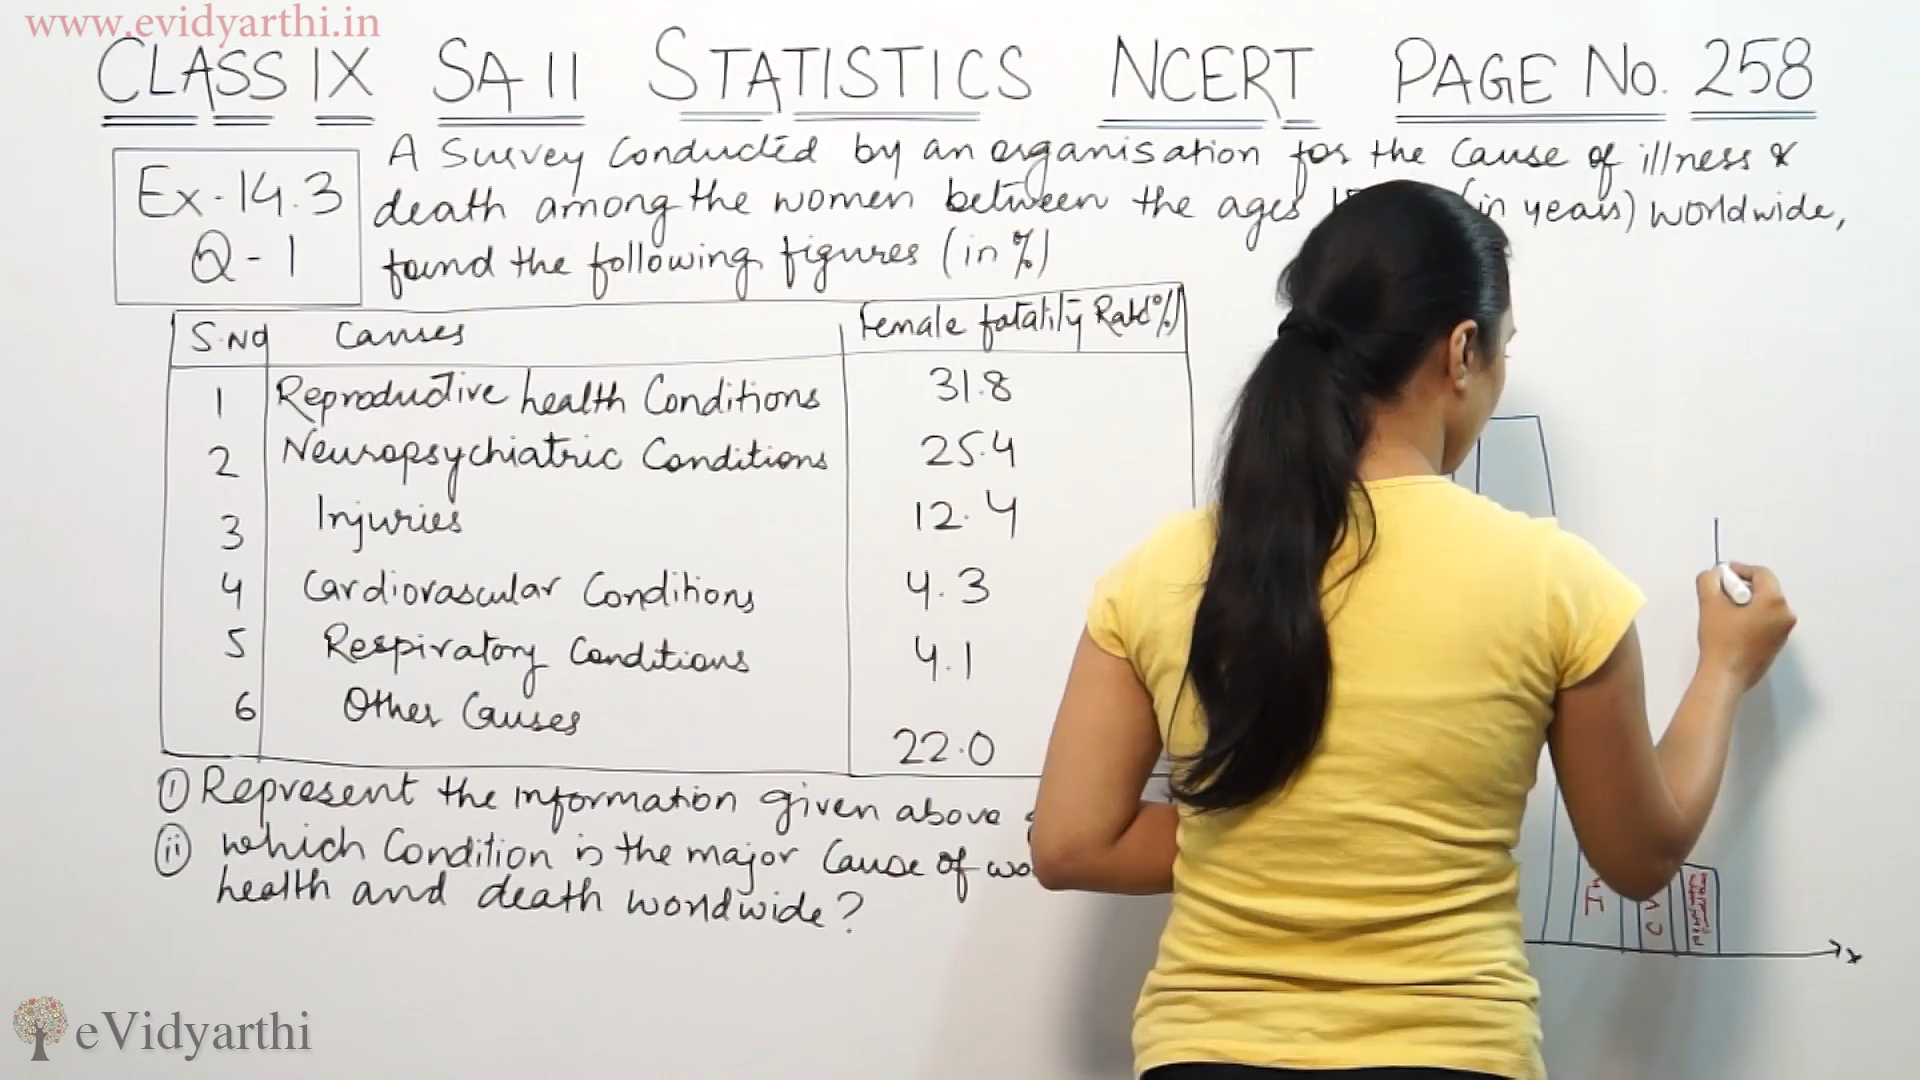 www.evidyarthi.in
CLASS IX SA II STATISTICS NCERT PAGE No. 258
Ex-14.3
Q-1
A Survey Conducted by an organisation for the Cause of illness &
death among the women between the ages (in years) worldwide,
found the following figures (in %)
S.No Causes Female fatality Rate(%)
1 Reproductive health Conditions 31.8
2 Neuropsychiatric Conditions 25.4
3 Injuries 12.4
4 Cardiovascular Conditions 4.3
5 Respiratory Conditions 4.1
6 Other Causes 22.0
i Represent the information given above
ii which Condition is the major Cause of
health and death worldwide?
x
eVidyarthi